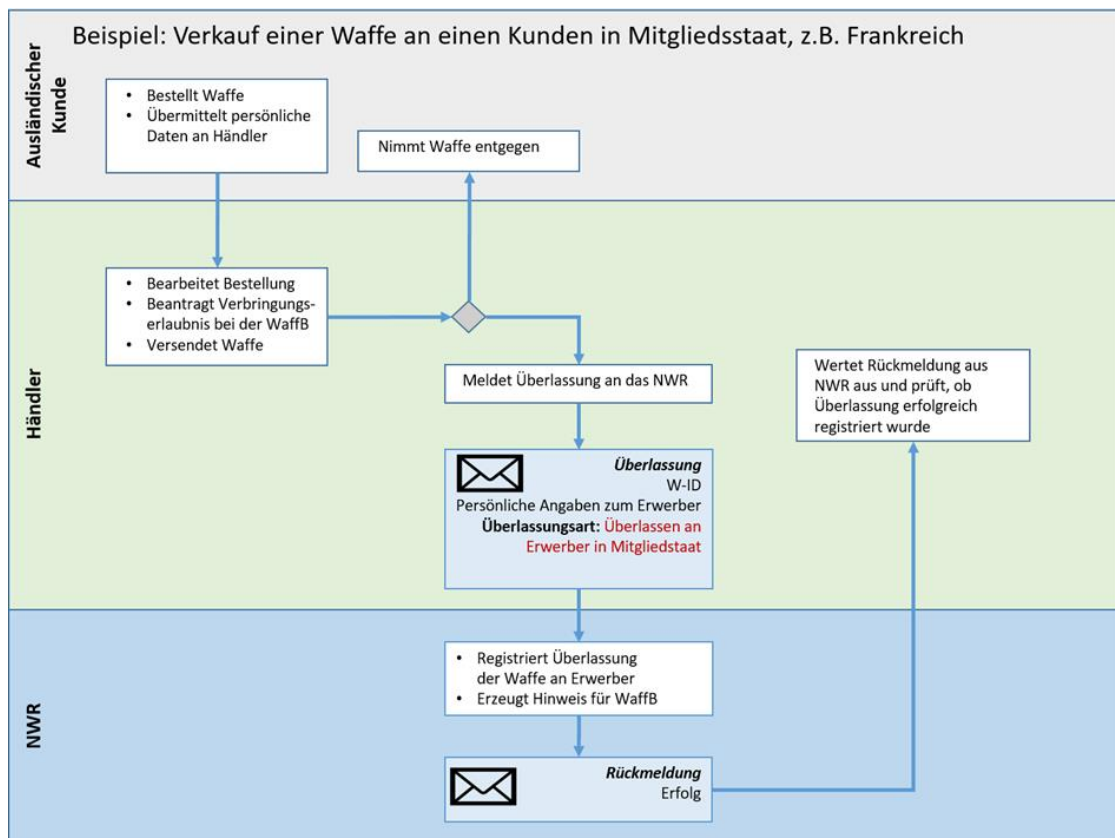 Beispiel: Verkauf einer Waffe an einen Kunden in Mitgliedsstaat, z.B. Frankreich
Ausländischer
Kunde
• Bestellt Waffe
• Übermittelt persönliche
Daten an Händler
Nimmt Waffe entgegen
Händler
• Bearbeitet Bestellung
• Beantragt Verbringungs-
erlaubnis bei der WaffB
• Versendet Waffe
Meldet Überlassung an das NWR
Wertet Rückmeldung aus
NWR aus und prüft, ob
Überlassung erfolgreich
registriert wurde
Überlassung
W-ID
Persönliche Angaben zum Erwerber
Überlassungsart: Überlassen an
Erwerber in Mitgliedstaat
NWR
• Registriert Überlassung
der Waffe an Erwerber
• Erzeugt Hinweis für WaffB
Rückmeldung
Erfolg